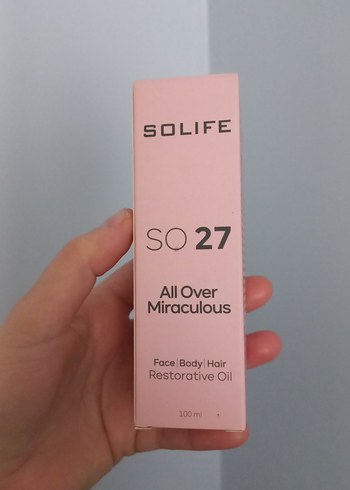 SOLIFE
SO 27
All Over
Miraculous
Face|Body|Hair
Restorative Oil
100 ml